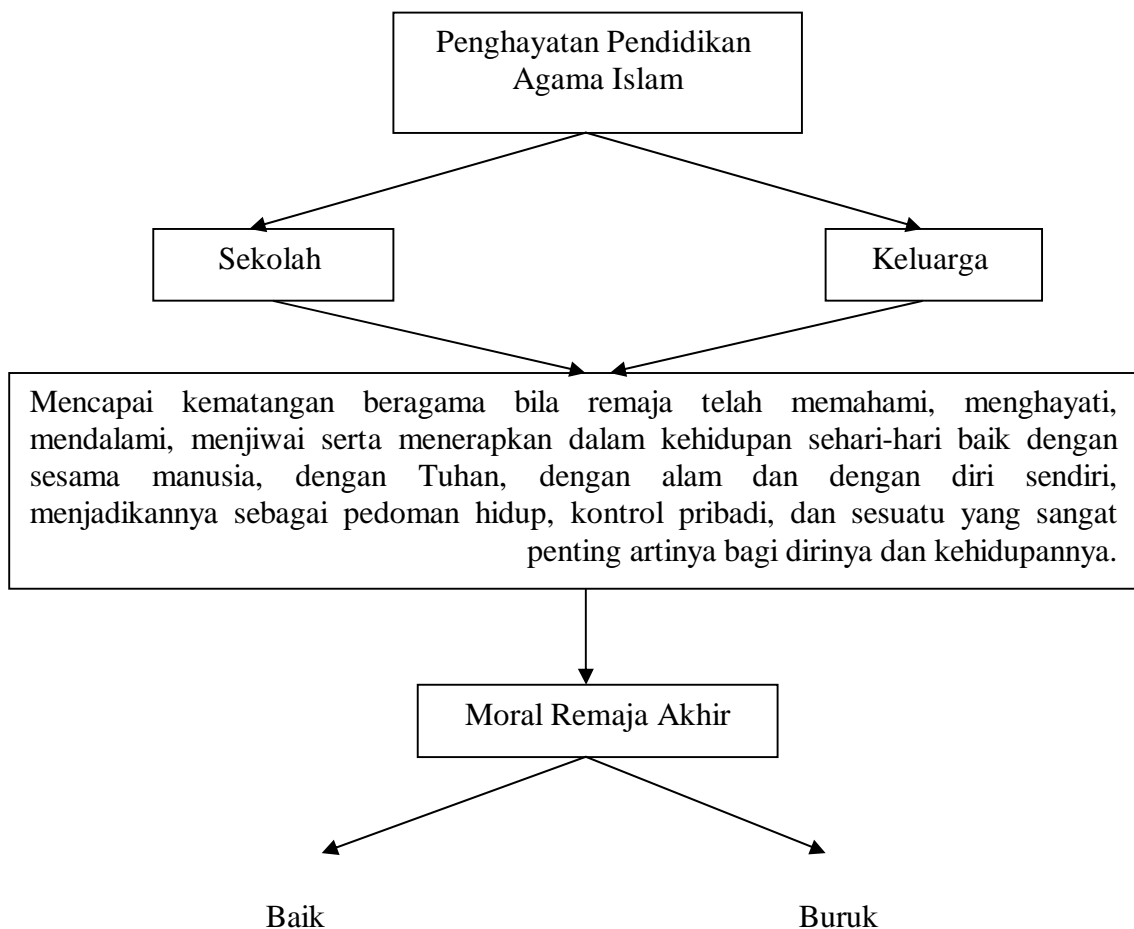 Penghayatan Pendidikan
Agama Islam
Sekolah
Keluarga
Mencapai kematangan beragama bila remaja telah memahami, menghayati,
mendalami, menjiwai serta menerapkan dalam kehidupan sehari-hari baik dengan
sesama manusia, dengan Tuhan, dengan alam dan dengan diri sendiri,
menjadikannya sebagai pedoman hidup, kontrol pribadi, dan sesuatu yang sangat
penting artinya bagi dirinya dan kehidupannya.
Moral Remaja Akhir
Baik
Buruk